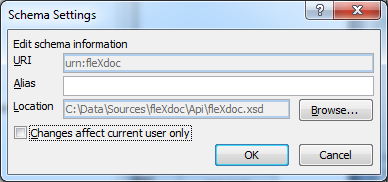 Schema Settings
?
Edit schema information
URI
urn:fleXdoc
Alias
Location
C:\Data\Sources\fleXdoc\Api\fleXdoc.xsd
Browse...
Changes affect current user only
OK
Cancel